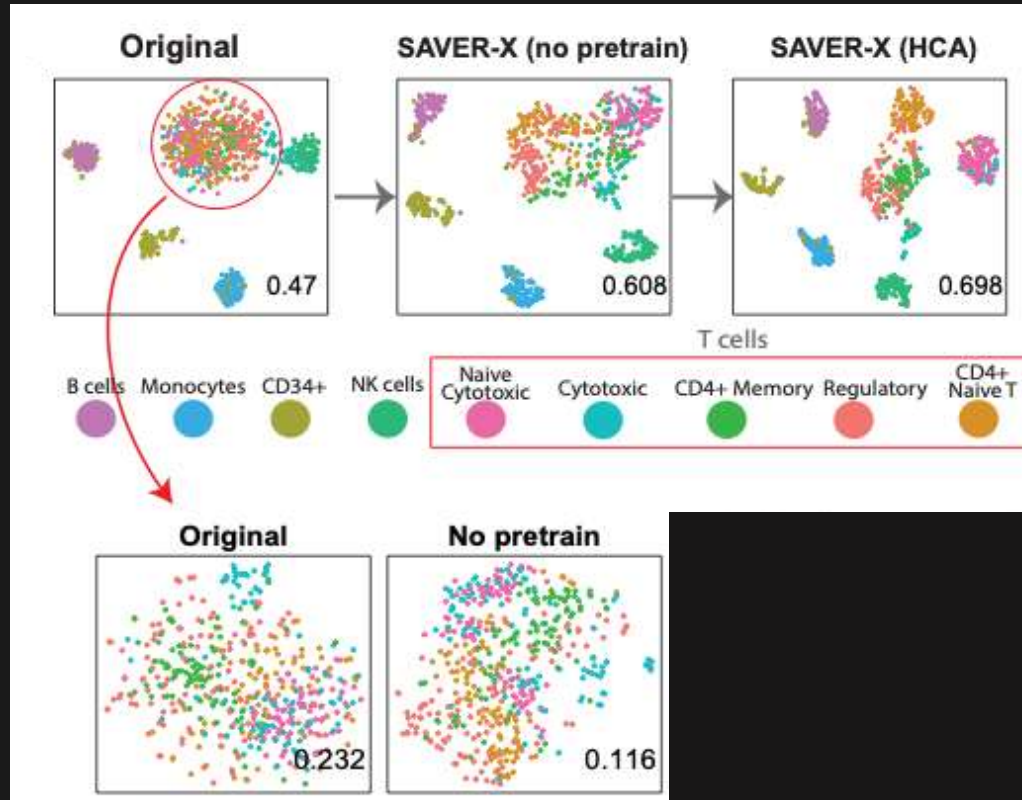 Original
SAVER-X (no pretrain)
SAVER-X (HCA)
0.47
0.608
0.698
T cells
B cells
Monocytes
CD34+
NK cells
Naive
Cytotoxic
Cytotoxic
CD4+ Memory
Regulatory
CD4+
Naive T
Original
No pretrain
0.232
0.116